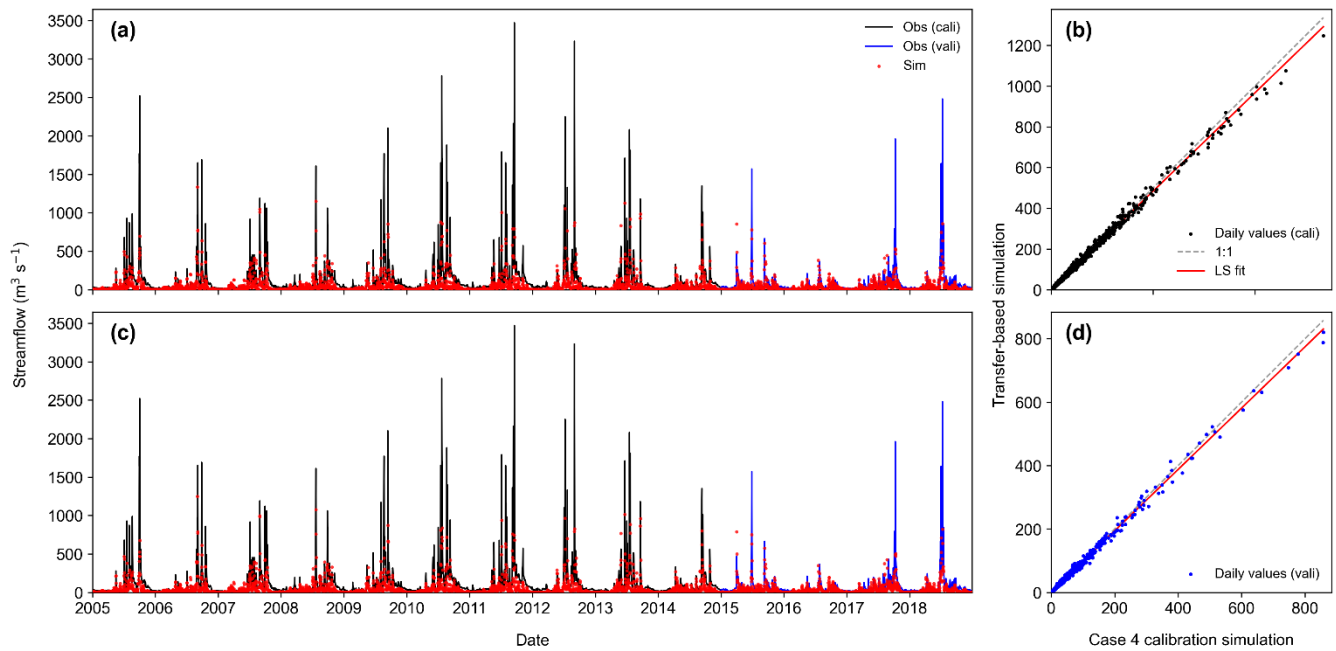 (a)
Obs (cali)
Obs (vali)
Sim
3500
3000
2500
2000
1500
1000
500
0
(b)
1200
1000
800
600
400
200
0
Daily values (cali)
1:1
LS fit
Streamflow (m³ s⁻¹)
(c)
3500
3000
2500
2000
1500
1000
500
0
2005 2006 2007 2008 2009 2010 2011 2012 2013 2014 2015 2016 2017 2018
Date
Transfer-based simulation
(d)
800
600
400
200
0
Daily values (vali)
0 200 400 600 800
Case 4 calibration simulation